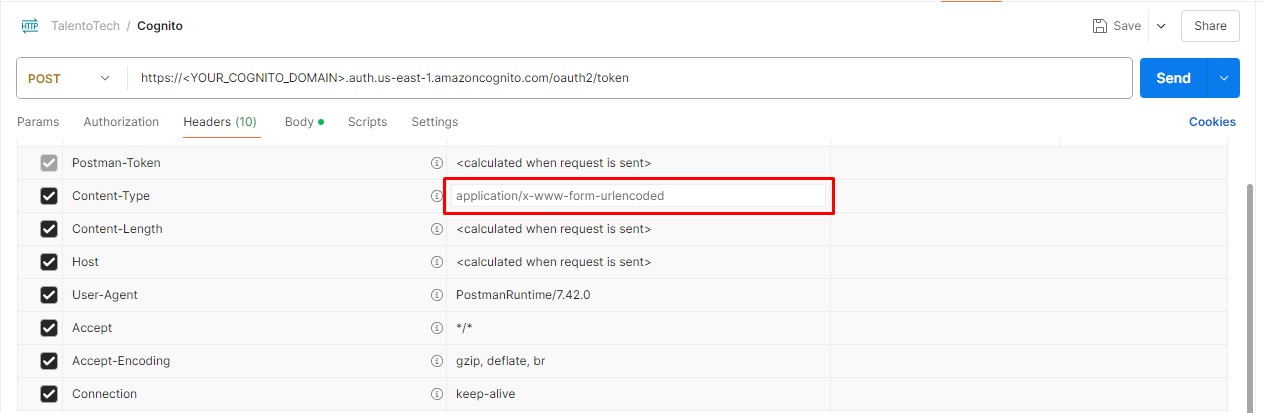 HTTP TalentoTech / Cognito Save Share
POST https://<YOUR_COGNITO_DOMAIN>.auth.us-east-1.amazoncognito.com/oauth2/token Send
Params Authorization Headers (10) Body Scripts Settings Cookies
Postman-Token <calculated when request is sent>
Content-Type application/x-www-form-urlencoded
Content-Length <calculated when request is sent>
Host <calculated when request is sent>
User-Agent PostmanRuntime/7.42.0
Accept */*
Accept-Encoding gzip, deflate, br
Connection keep-alive